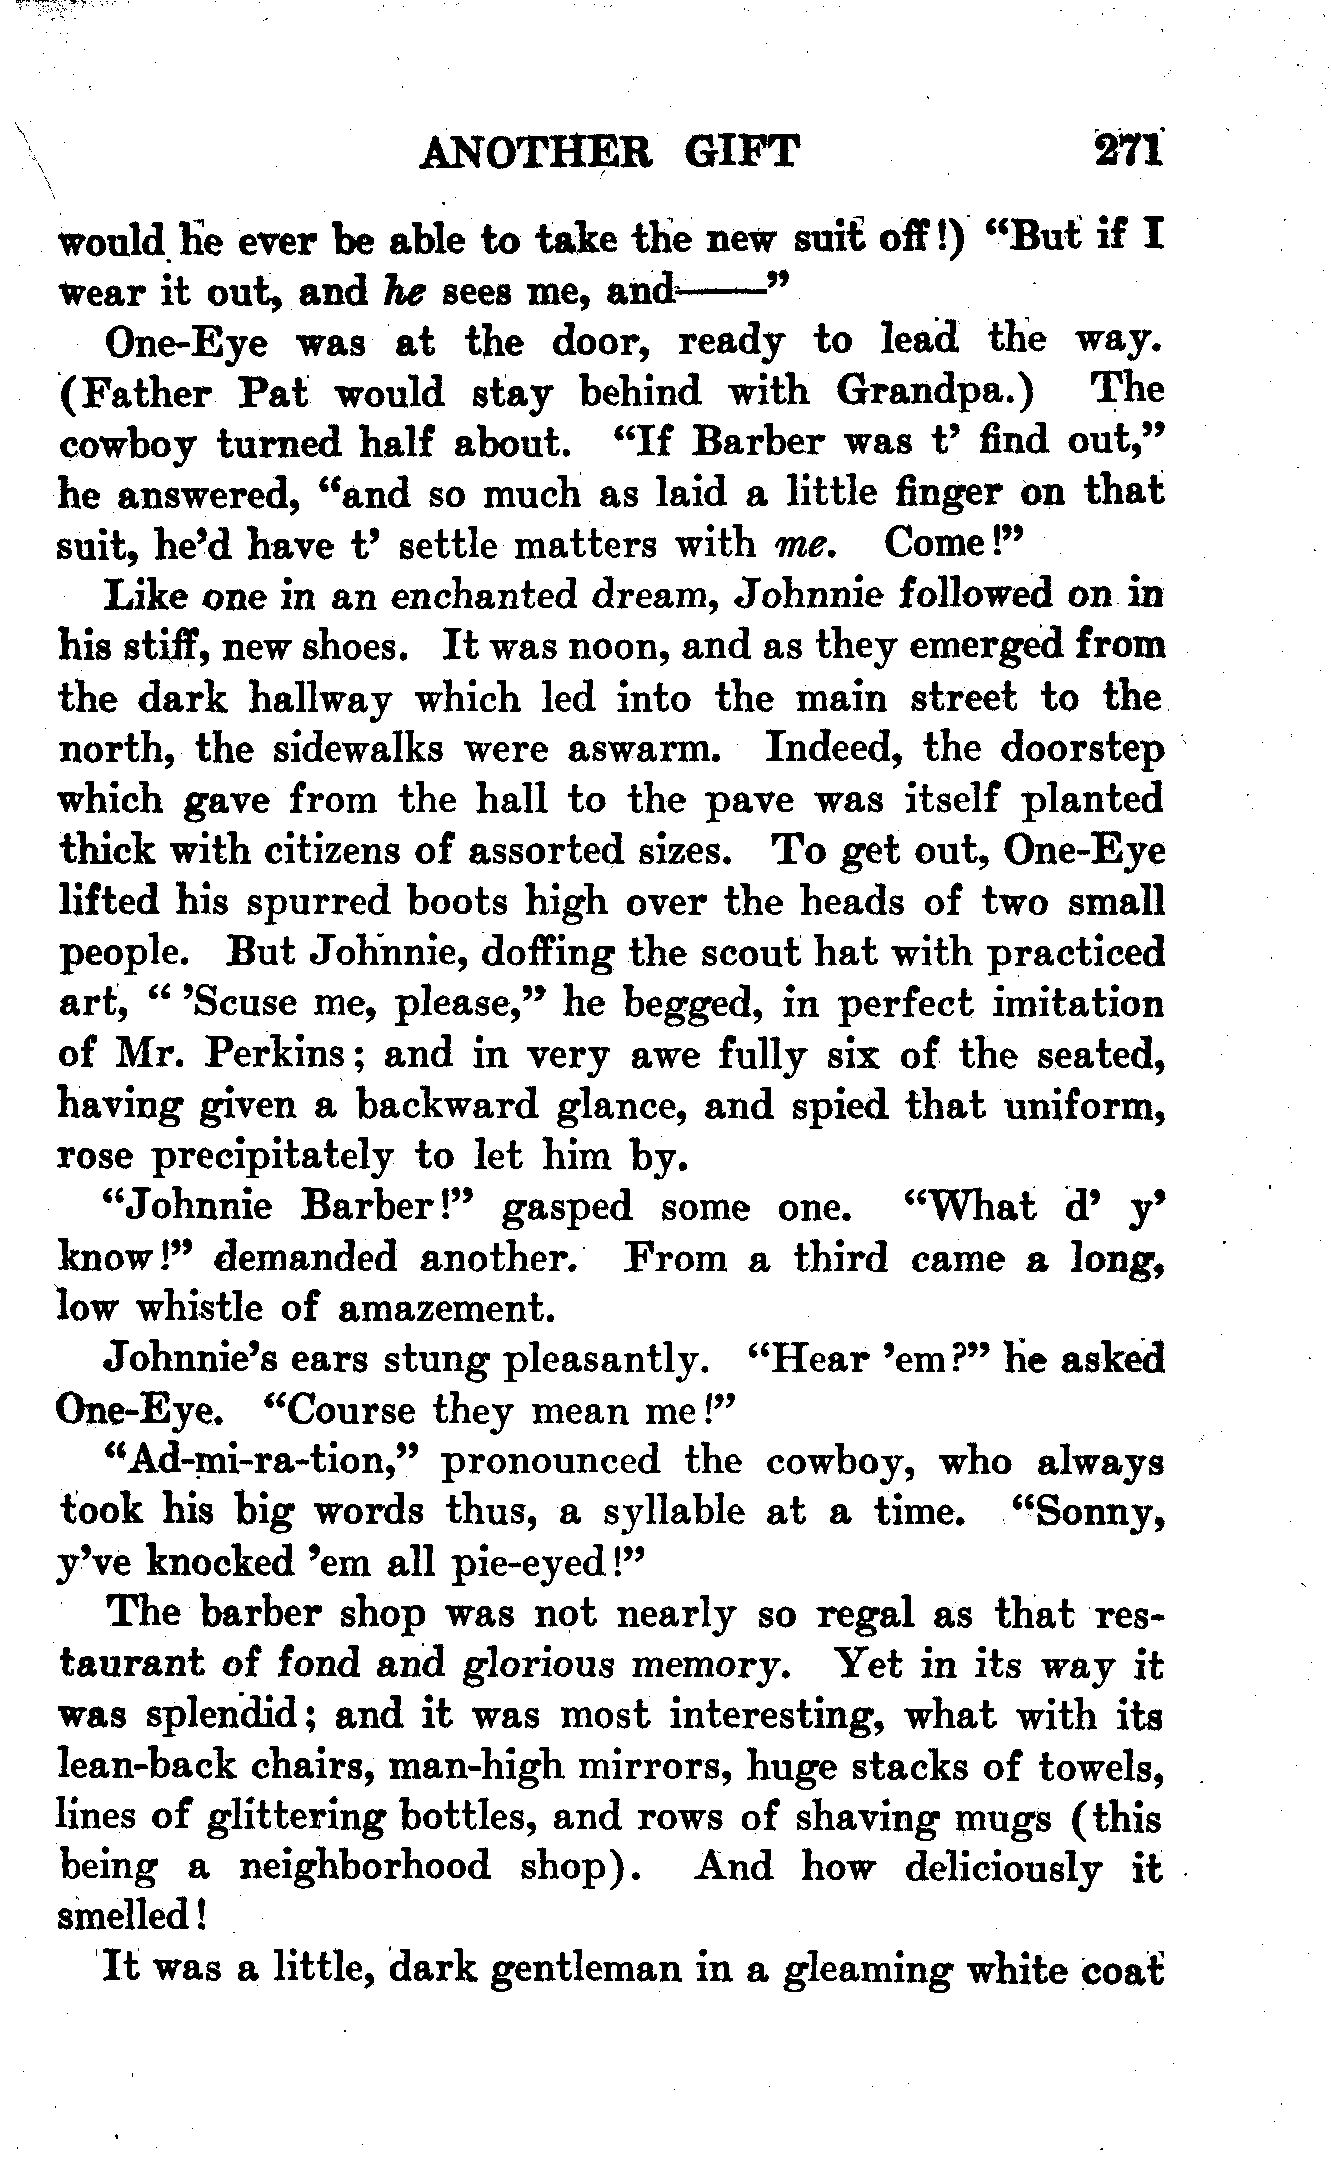 ANOTHER GIFT 271
would he ever be able to take the new suit off!) “But if I
wear it out, and he sees me, and——”
One-Eye was at the door, ready to lead the way.
(Father Pat would stay behind with Grandpa.) The
cowboy turned half about. “If Barber was t’ find out,”
he answered, “and so much as laid a little finger on that
suit, he’d have t’ settle matters with me. Come!”
Like one in an enchanted dream, Johnnie followed on in
his stiff, new shoes. It was noon, and as they emerged from
the dark hallway which led into the main street to the
north, the sidewalks were aswarm. Indeed, the doorstep
which gave from the hall to the pave was itself planted
thick with citizens of assorted sizes. To get out, One-Eye
lifted his spurred boots high over the heads of two small
people. But Johnnie, doffing the scout hat with practiced
art, “ ’Scuse me, please,” he begged, in perfect imitation
of Mr. Perkins; and in very awe fully six of the seated,
having given a backward glance, and spied that uniform,
rose precipitately to let him by.
“Johnnie Barber!” gasped some one. “What d’ y’
know!” demanded another. From a third came a long,
low whistle of amazement.
Johnnie’s ears stung pleasantly. “Hear ’em?” he asked
One-Eye. “Course they mean me!”
“Ad-mi-ra-tion,” pronounced the cowboy, who always
took his big words thus, a syllable at a time. “Sonny,
y’ve knocked ’em all pie-eyed!”
The barber shop was not nearly so regal as that res-
taurant of fond and glorious memory. Yet in its way it
was splendid; and it was most interesting, what with its
lean-back chairs, man-high mirrors, huge stacks of towels,
lines of glittering bottles, and rows of shaving mugs (this
being a neighborhood shop). And how deliciously it
smelled!
It was a little, dark gentleman in a gleaming white coat